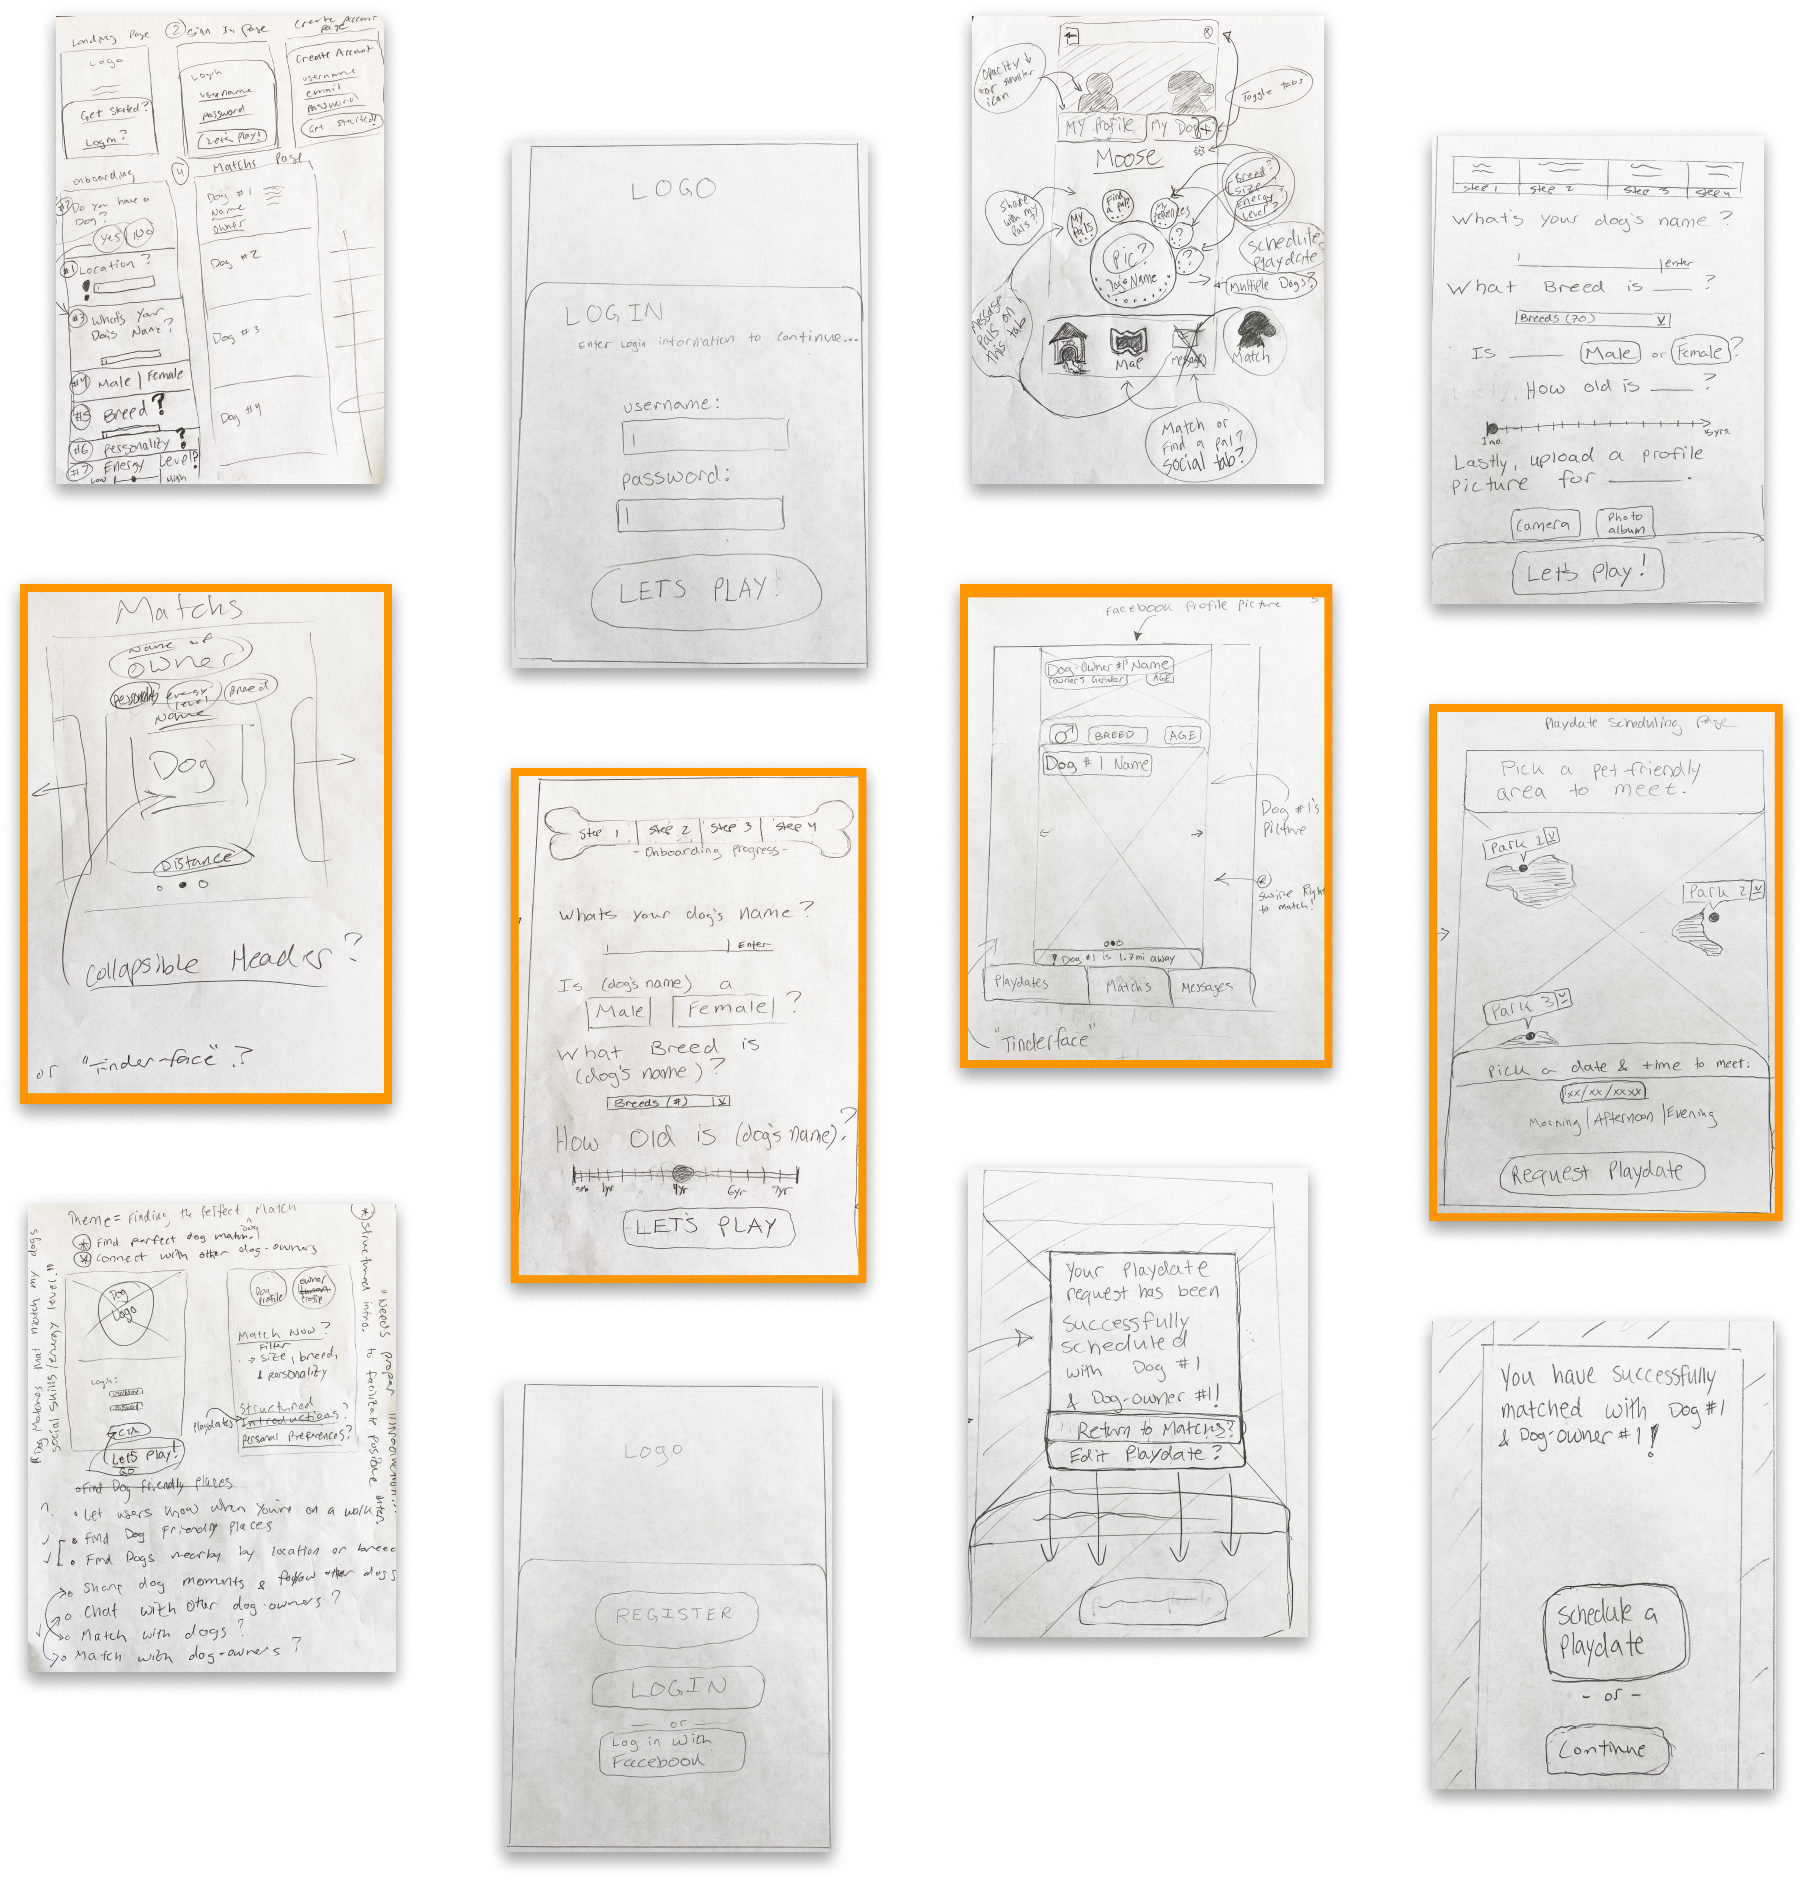 Landing Page
Logo
Get Started?
Login?
2 Sign In Page
Login
username
password
Let's Play!
Create Account Page
Create Account
username
email
password
Get Started!
onboarding
#2 Do you have a Dog?
Yes No
#1 Location?
#3 What's Your Dog's Name?
#4 Male | Female
#5 Breed?
#6 Personality?
#7 Energy Level?
Low High
4 Matchs Page
Dog #1
Name
owner
Dog #2
Dog #3
Dog #4
LOGO
LOGIN
Enter Login information to continue...
username:
password:
LETS PLAY!
Opacity ↓
or smaller
icon
Toggle tabs
My Profile
My Dog +
Moose
Share with my Pals?
My Pals
Find a pal?
My Preferences
Breed?
Size?
Energy Level?
?
?
Pic?
Dog's Name
Schedule Playdate
Multiple Dogs?
Message Pals on this tab
Map
Messages
Match
Match or
Find a Pal?
Social tab?
Step 1
Step 2
Step 3
Step 4
What's your dog's name?
enter
What Breed is ___ ?
Breeds (70)
Is ___ Male or Female?
Lastly, How old is ___ ?
1mo.
15yrs.
Lastly, upload a profile
picture for ___.
Camera
Photo album
Let's Play!
Matchs
Name of
owner
Personality
energy level
Breed
Name
Dog
Distance
Collapsible Header?
or "Tinder-face"?
Step 1
Step 2
Step 3
Step 4
- Onboarding progress -
Whats your dog's name?
Enter
Is (dog's name) a
Male Female ?
What Breed is
(dog's name)?
Breeds (#)
How Old is (dog's name)?
3mo 1yr 4yr 6yr 7yr
LET'S PLAY
Facebook Profile Picture
Dog-Owner #1's Name
Owner's Gender
AGE
♂ BREED AGE
Dog #1 Name
Dog #1's
Picture
Swipe Right
to match!
Dog #1 is 1.7mi away
Playdates
Match's
Messages
"Tinderface"
Playdate Scheduling Page
Pick a pet-friendly
area to meet!
Park 1
Park 2
Park 3
Pick a date & time to meet:
xx/xx/xxxx
Morning | Afternoon | Evening
Request Playdate
Theme = Finding the Perfect Dog Match
Find perfect dog match
Connect with other dog-owners
Find Matches that match my dogs
social skills/energy level."
* Structured intro.
"Needs proper introduction...
to facilitate positive inter.
Dog
Logo
Login:
CTA
Let's Play!
GO
Dog Profile
owner
human
Profile
Match Now?
Filter
→ size, breed,
& personality
Structured
Playdates
Introductions?
Personal Preferences?
Find Dog friendly places
? Let users know when you're on a walk
Find Dog Friendly places
Find Dogs nearby by location or breed
Share dog moments & follow other dogs
Chat with other dog-owners?
Match with dogs?
Match with dog-owners?
Logo
REGISTER
LOGIN
or
Log in with
Facebook
Your Playdate
request has been
Successfully
scheduled
with Dog #1
& Dog-owner #1!
Return to Matchs?
Edit Playdate?
You have successfully
matched with Dog #1
& Dog-owner #1!
Schedule a
Playdate
- or -
Continue